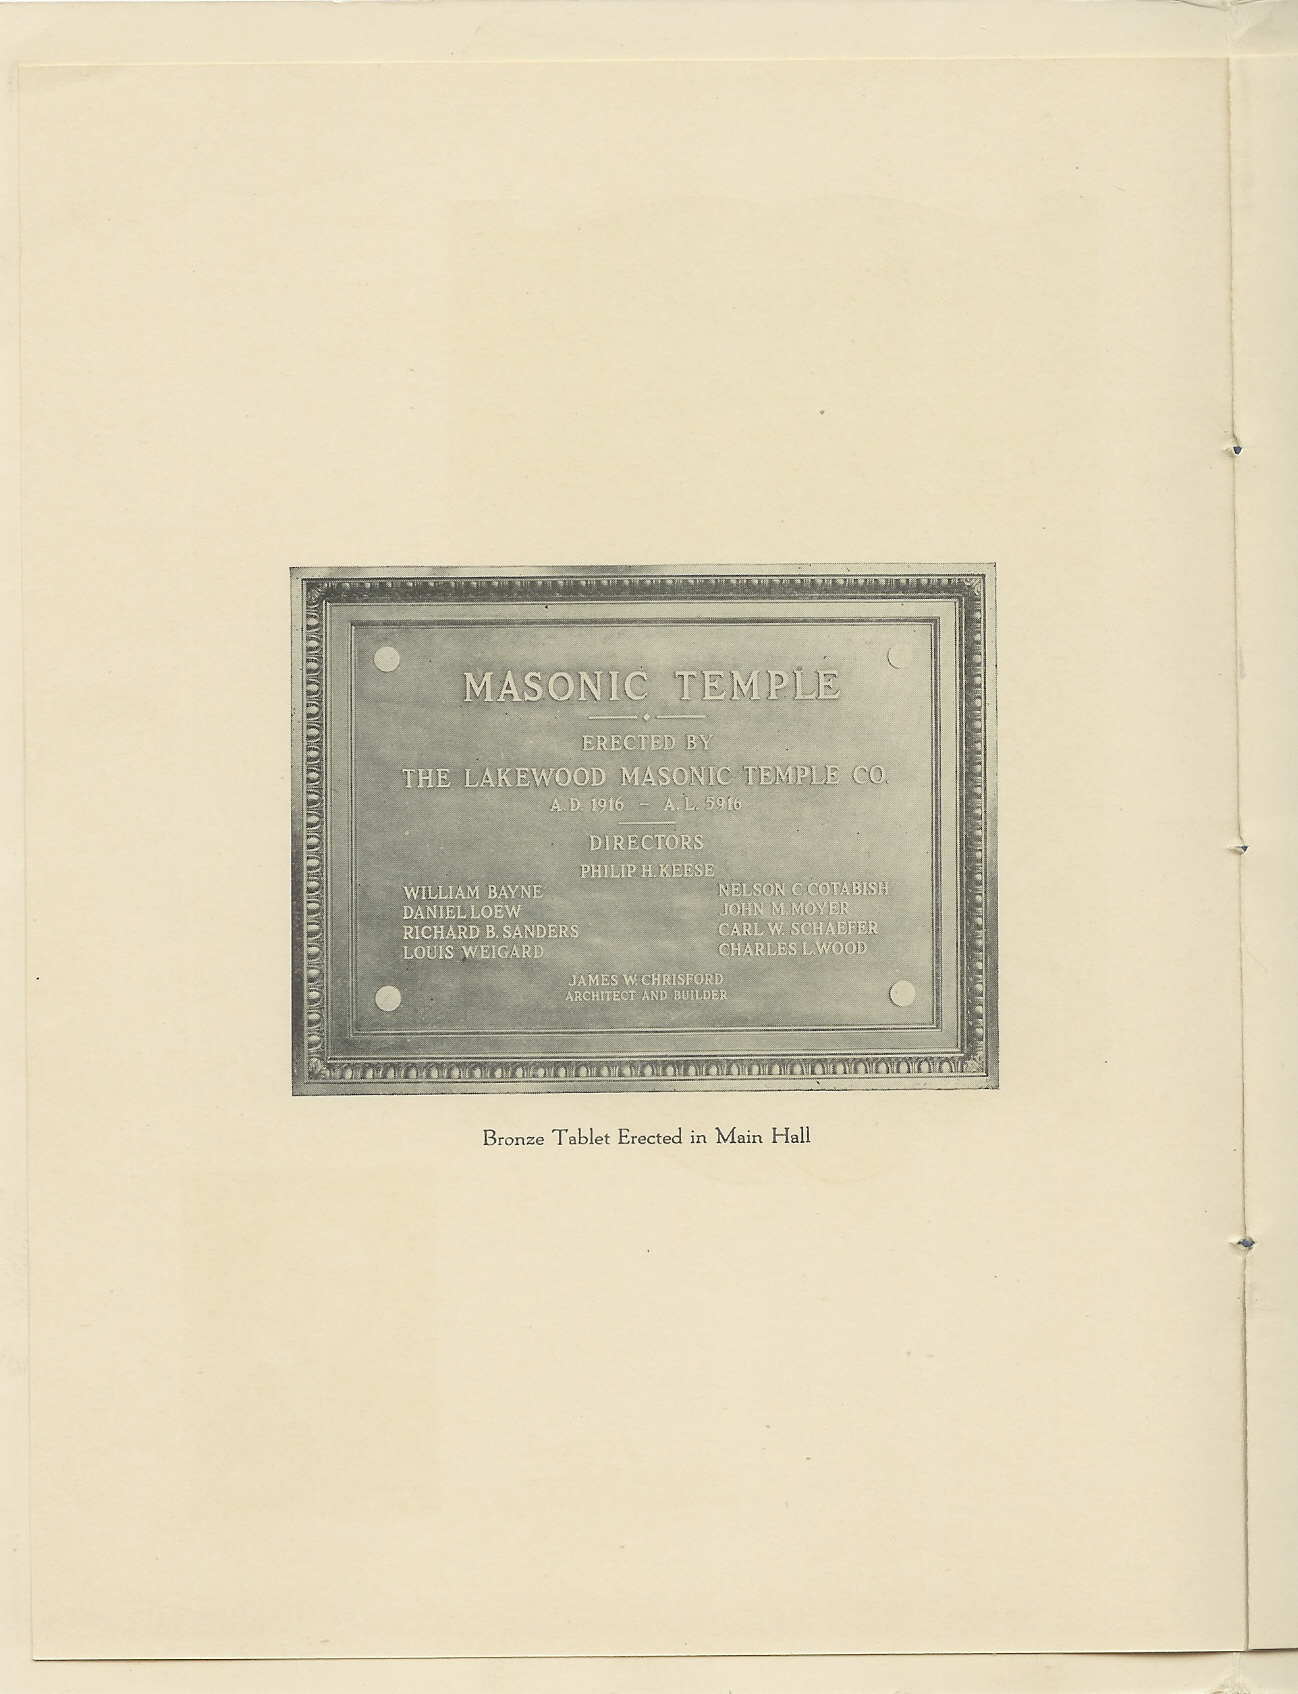 MASONIC TEMPLE
ERECTED BY
THE LAKEWOOD MASONIC TEMPLE CO.
A.D. 1916 - A.L. 5916
DIRECTORS
PHILIP H. KEESE
WILLIAM BAYNE
DANIEL LOEW
RICHARD B. SANDERS
LOUIS WEIGARD
NELSON C. COTABISH
JOHN M. MOYER
CARL W. SCHAEFER
CHARLES L. WOOD
JAMES W. CHRISFORD
ARCHITECT AND BUILDER
Bronze Tablet Erected in Main Hall